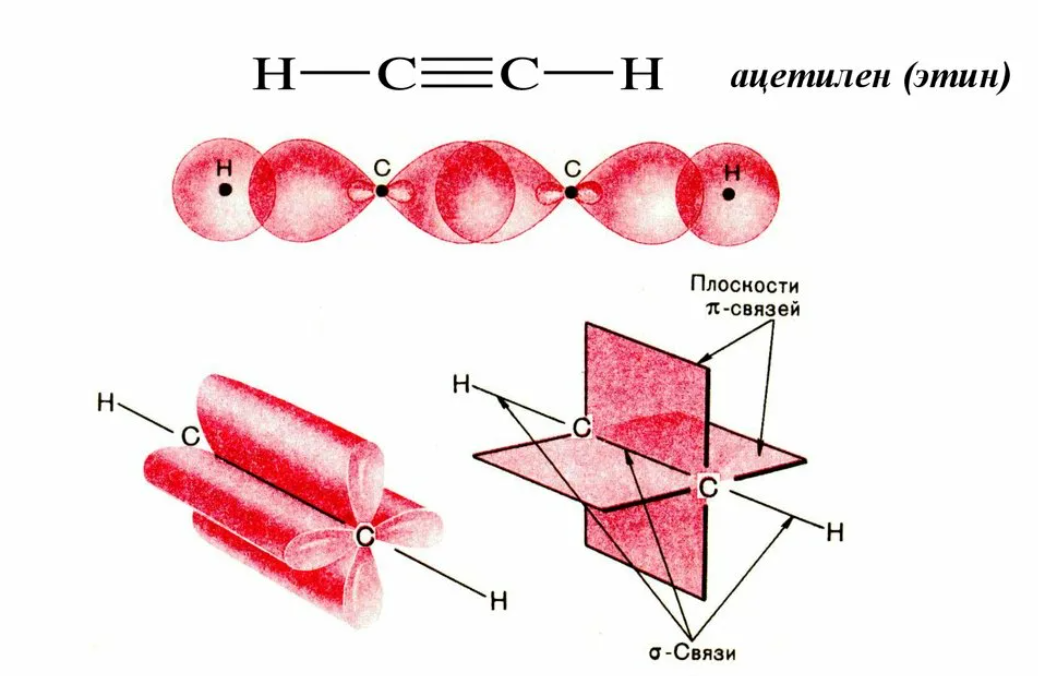 H—C≡C—H ацетилен (этин)
H C C H
Плоскости
π-связей
H C C H
H C C H
σ-Связи